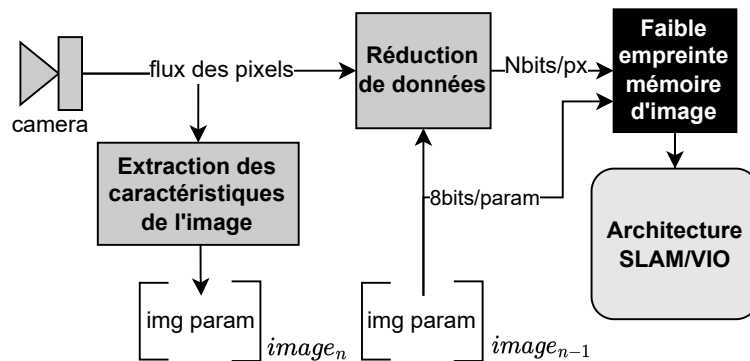 flux des pixels
camera
Réduction
de données
Nbits/px
Faible
empreinte
mémoire
d'image
Extraction des
caractéristiques
de l'image
8bits/param
Architecture
SLAM/VIO
img param
image_n
img param
image_{n-1}